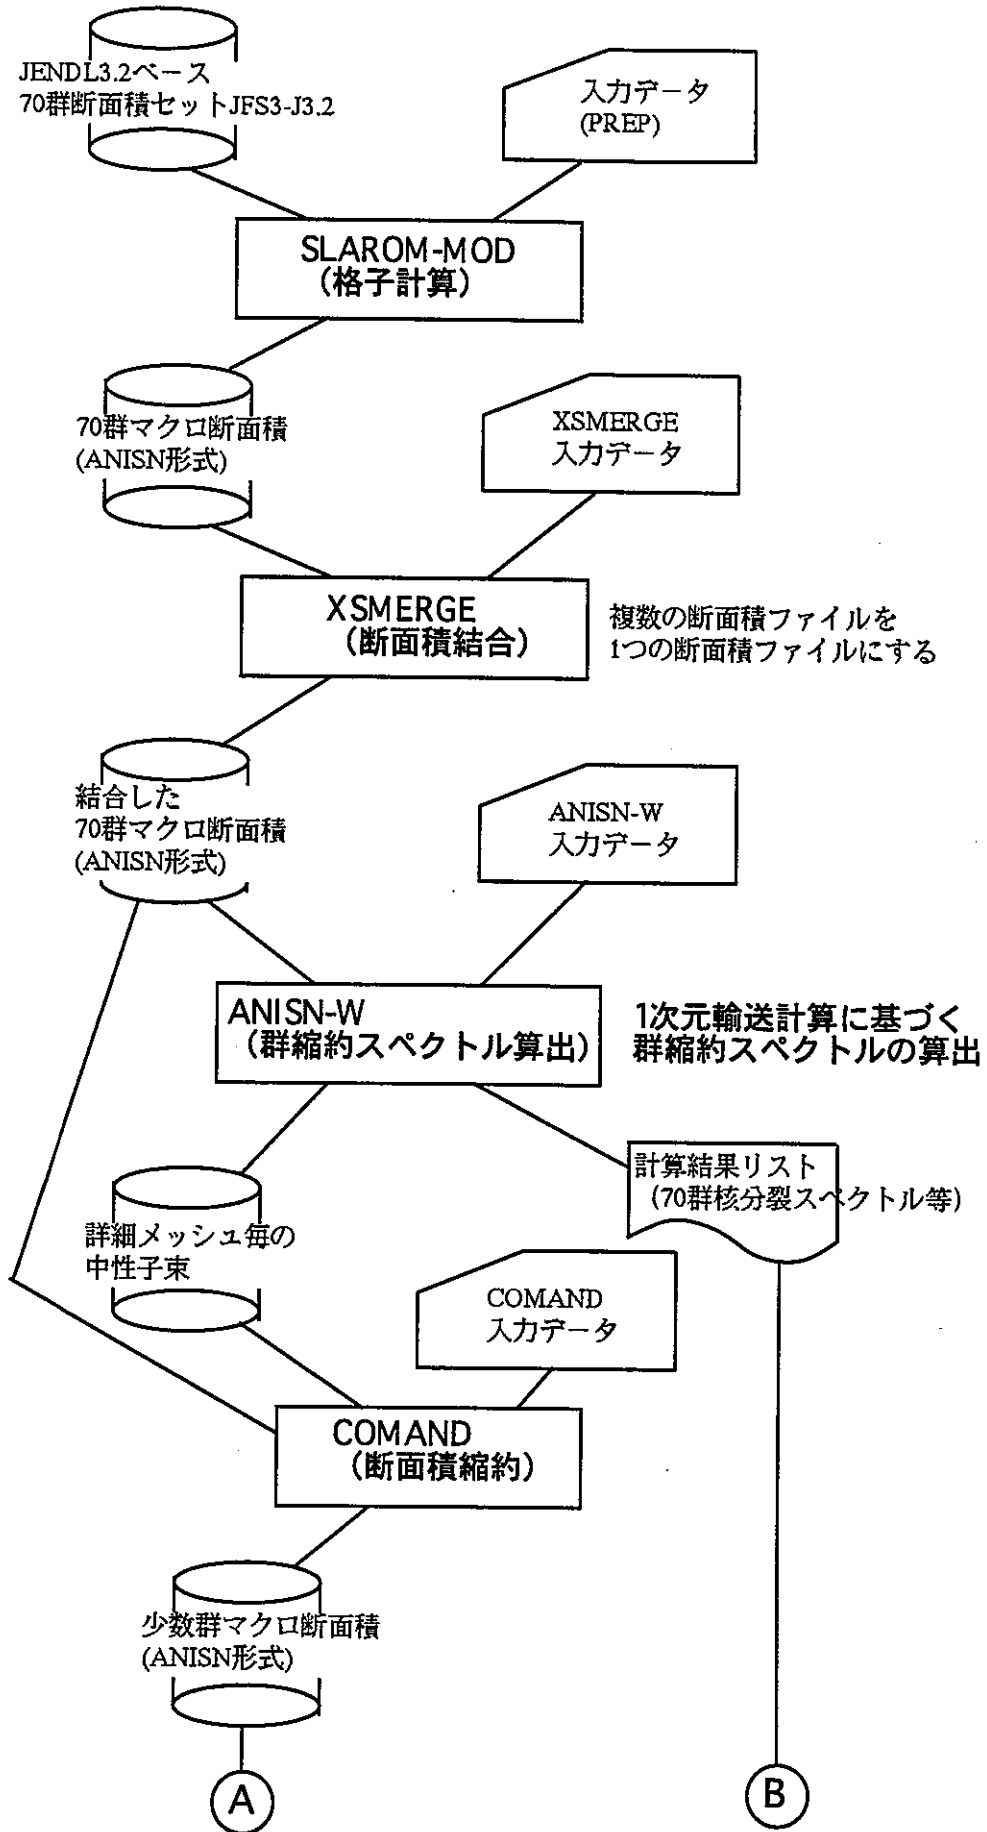 JENDL3.2ベース
70群断面積セットJFS3-J3.2
入力データ
(PREP)
SLAROM-MOD
（格子計算）
70群マクロ断面積
(ANISN形式)
XSMERGE
入力データ
XSMERGE
（断面積結合）
複数の断面積ファイルを
1つの断面積ファイルにする
結合した
70群マクロ断面積
(ANISN形式)
ANISN-W
入力データ
ANISN-W
（群縮約スペクトル算出）
1次元輸送計算に基づく
群縮約スペクトルの算出
計算結果リスト
（70群核分裂スペクトル等）
詳細メッシュ毎の
中性子束
COMAND
入力データ
COMAND
（断面積縮約）
少数群マクロ断面積
(ANISN形式)
A
B